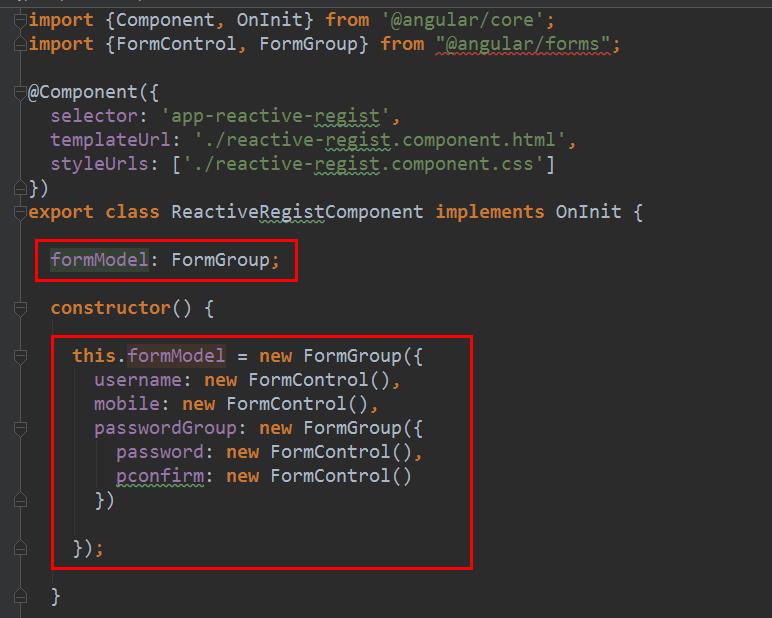 import {Component, OnInit} from '@angular/core';
import {FormControl, FormGroup} from "@angular/forms";
@Component({
selector: 'app-reactive-regist',
templateUrl: './reactive-regist.component.html',
styleUrls: ['./reactive-regist.component.css']
})
export class ReactiveRegistComponent implements OnInit {
formModel: FormGroup;
constructor() {
this.formModel = new FormGroup({
username: new FormControl(),
mobile: new FormControl(),
passwordGroup: new FormGroup({
password: new FormControl(),
pconfirm: new FormControl()
})
});
}